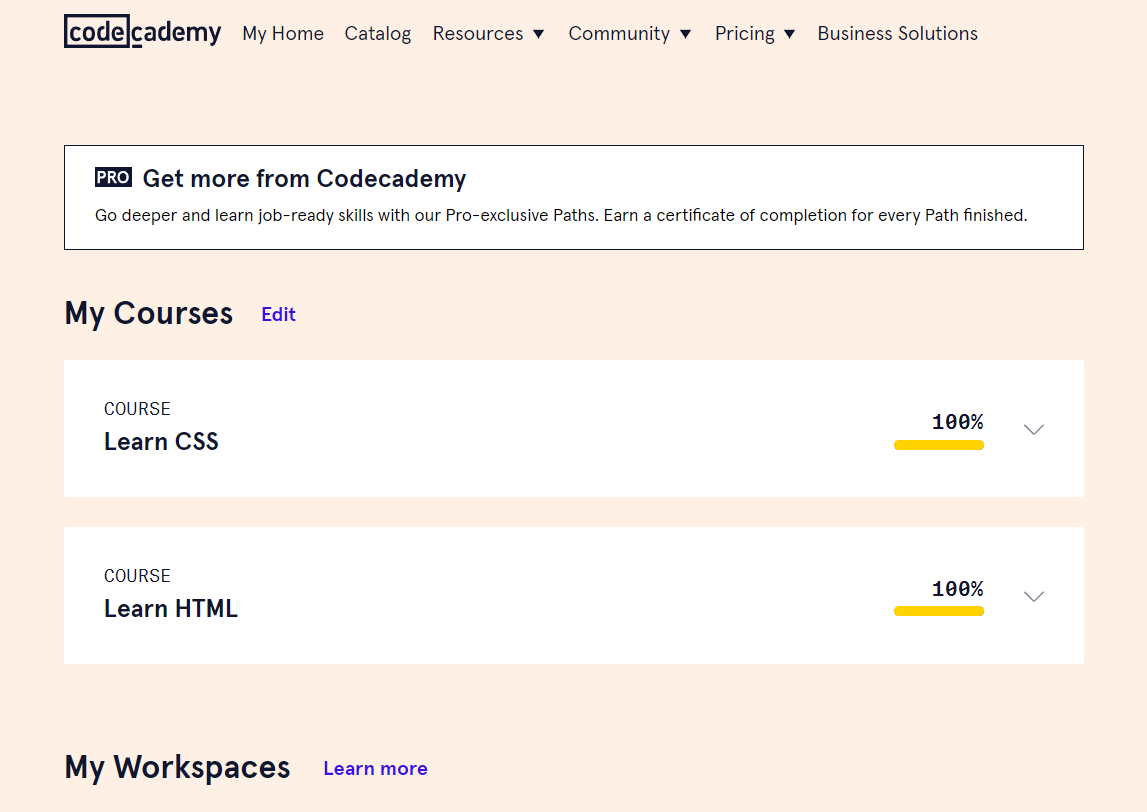 codecademy My Home Catalog Resources ▼ Community ▼ Pricing ▼ Business Solutions
PRO Get more from Codecademy
Go deeper and learn job-ready skills with our Pro-exclusive Paths. Earn a certificate of completion for every Path finished.
My Courses Edit
COURSE
Learn CSS
100%
COURSE
Learn HTML
100%
My Workspaces Learn more